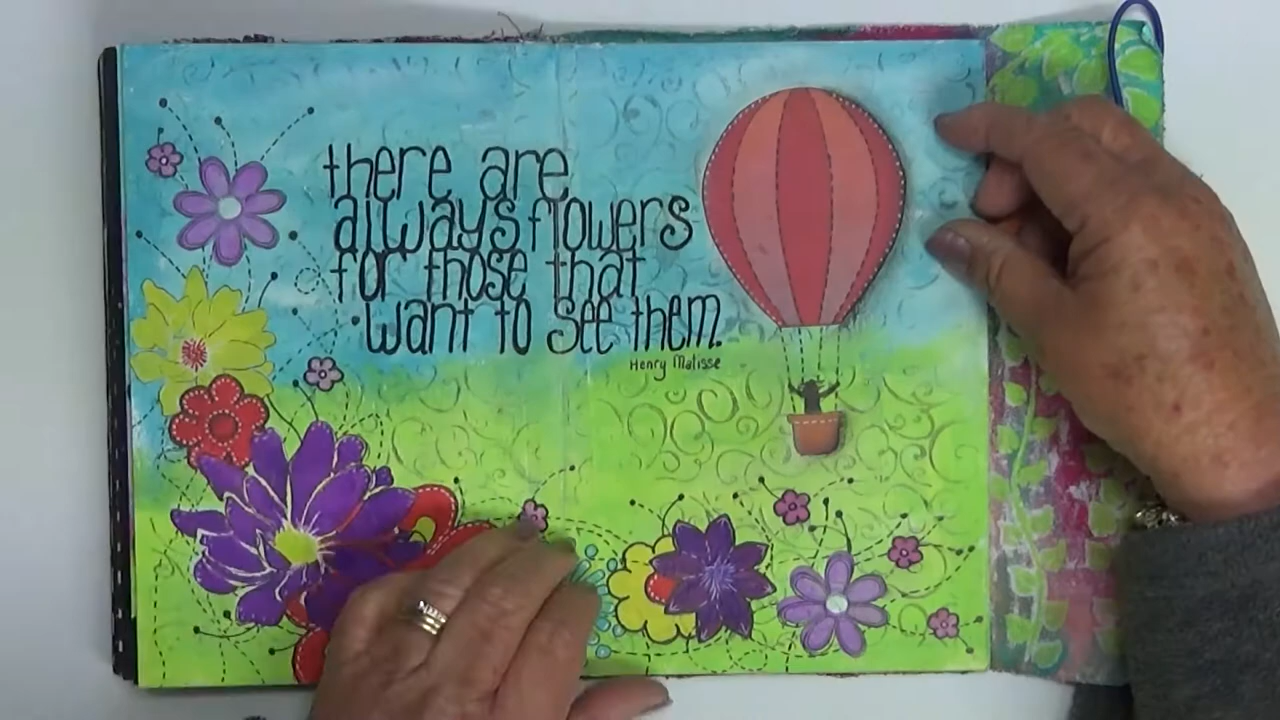 there are
always flowers
for those that
want to see them.
Henry Matisse